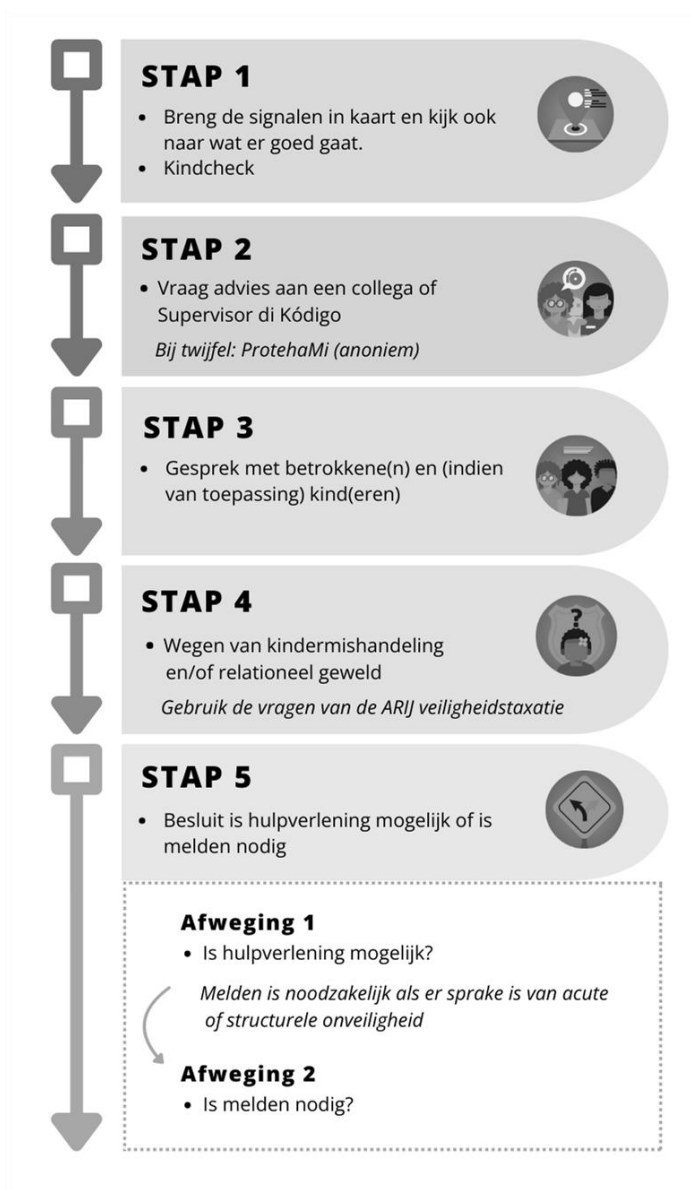 STAP 1
• Breng de signalen in kaart en kijk ook
naar wat er goed gaat.
• Kindcheck
STAP 2
• Vraag advies aan een collega of
Supervisor di Kódigo
Bij twijfel: ProtehaMi (anoniem)
STAP 3
• Gesprek met betrokkene(n) en (indien
van toepassing) kind(eren)
STAP 4
• Wegen van kindermishandeling
en/of relationeel geweld
Gebruik de vragen van de ARIJ veiligheidstaxatie
?
STAP 5
• Besluit is hulpverlening mogelijk of is
melden nodig
Afweging 1
• Is hulpverlening mogelijk?
Melden is noodzakelijk als er sprake is van acute
of structurele onveiligheid
Afweging 2
• Is melden nodig?